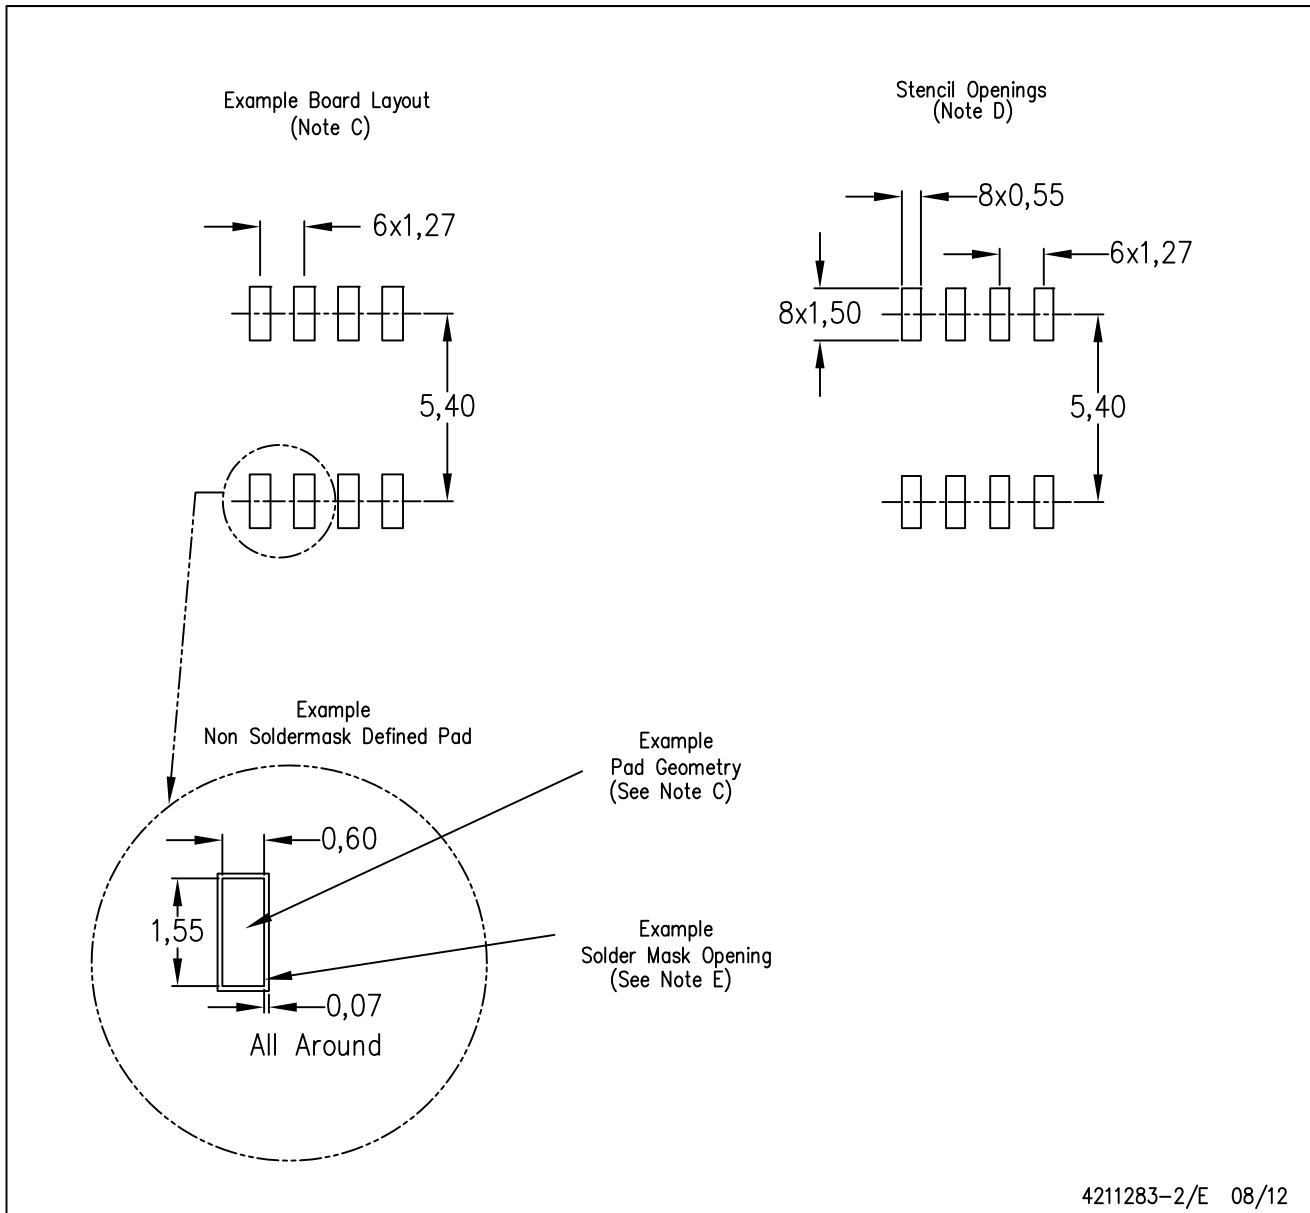 Example Board Layout
(Note C)
6x1,27
5,40
Stencil Openings
(Note D)
8x0,55
6x1,27
8x1,50
5,40
Example
Non Soldermask Defined Pad
Example
Pad Geometry
(See Note C)
0,60
1,55
Example
Solder Mask Opening
(See Note E)
0,07
All Around
4211283-2/E 08/12